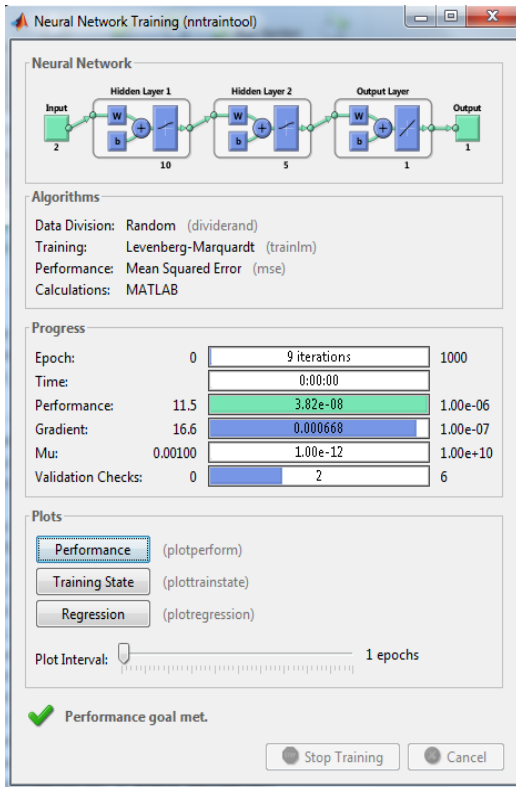 Neural Network Training (nntraintool)
Neural Network
Hidden Layer 1 Hidden Layer 2 Output Layer
Input Output
W W W
+ + +
b b b
2 1
10 5 1
Algorithms
Data Division: Random (dividerand)
Training: Levenberg-Marquardt (trainlm)
Performance: Mean Squared Error (mse)
Calculations: MATLAB
Progress
Epoch: 0 9 iterations 1000
Time: 0:00:00
Performance: 11.5 3.82e-08 1.00e-06
Gradient: 16.6 0.000668 1.00e-07
Mu: 0.00100 1.00e-12 1.00e+10
Validation Checks: 0 2 6
Plots
Performance (plotperform)
Training State (plottrainstate)
Regression (plotregression)
Plot Interval: 1 epochs
Performance goal met.
Stop Training Cancel